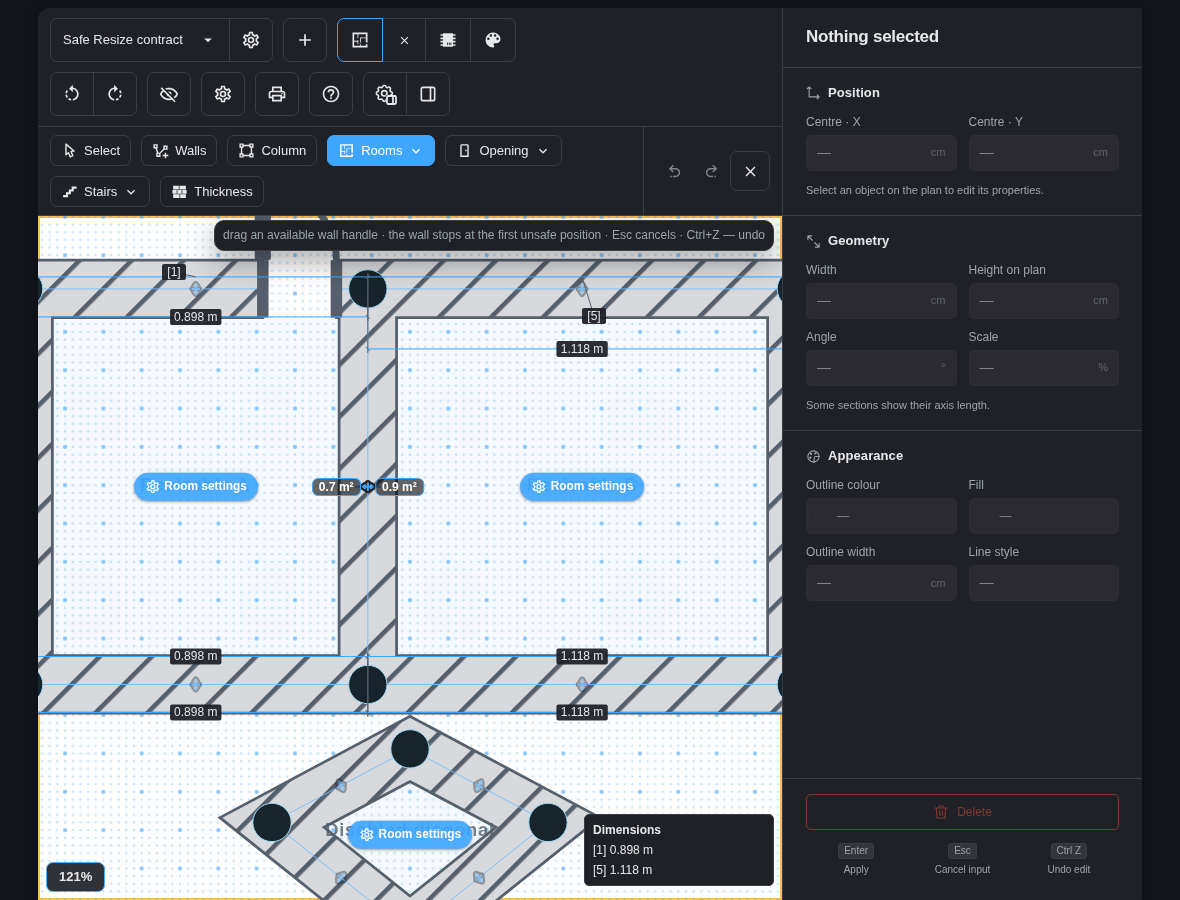 Safe Resize contract
Select
Walls
Column
Rooms
Opening
Stairs
Thickness
drag an available wall handle · the wall stops at the first unsafe position · Esc cancels · Ctrl+Z — undo
[1]
0.898 m
[5]
1.118 m
Room settings
0.7 m²
0.9 m²
Room settings
0.898 m
1.118 m
0.898 m
1.118 m
Room settings
121%
Dimensions
[1] 0.898 m
[5] 1.118 m
Nothing selected
Position
Centre · X
Centre · Y
— cm
— cm
Select an object on the plan to edit its properties.
Geometry
Width
Height on plan
— cm
— cm
Angle
Scale
— °
— %
Some sections show their axis length.
Appearance
Outline colour
Fill
—
—
Outline width
Line style
— cm
—
Delete
Enter
Esc
Ctrl Z
Apply
Cancel input
Undo edit